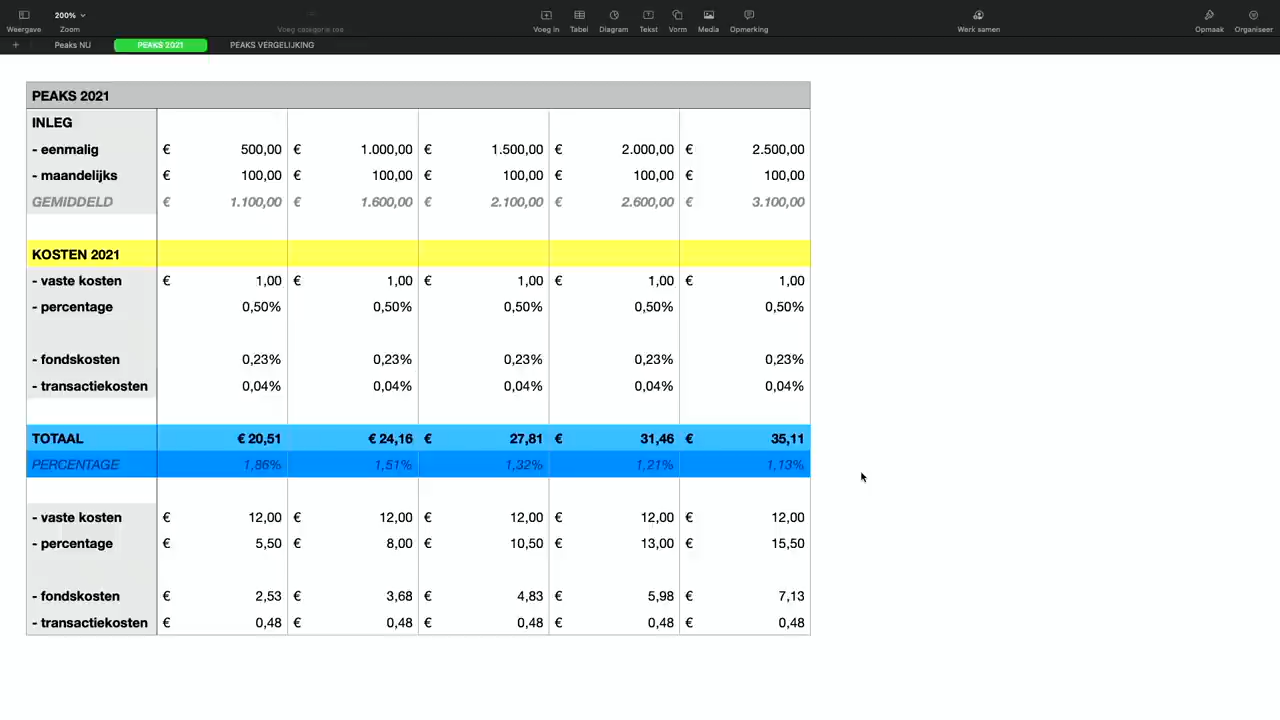 200%
Weergave Zoom Voeg categorie toe Voeg in Tabel Diagram Tekst Vorm Media Opmerking Werk samen Opmaak Organiseer
+ Peaks NU PEAKS 2021 PEAKS VERGELIJKING
PEAKS 2021
INLEG
- eenmalig € 500,00 € 1.000,00 € 1.500,00 € 2.000,00 € 2.500,00
- maandelijks € 100,00 € 100,00 € 100,00 € 100,00 € 100,00
GEMIDDELD € 1.100,00 € 1.600,00 € 2.100,00 € 2.600,00 € 3.100,00
KOSTEN 2021
- vaste kosten € 1,00 € 1,00 € 1,00 € 1,00 € 1,00
- percentage 0,50% 0,50% 0,50% 0,50% 0,50%
- fondskosten 0,23% 0,23% 0,23% 0,23% 0,23%
- transactiekosten 0,04% 0,04% 0,04% 0,04% 0,04%
TOTAAL € 20,51 € 24,16 € 27,81 € 31,46 € 35,11
PERCENTAGE 1,86% 1,51% 1,32% 1,21% 1,13%
- vaste kosten € 12,00 € 12,00 € 12,00 € 12,00 € 12,00
- percentage € 5,50 € 8,00 € 10,50 € 13,00 € 15,50
- fondskosten € 2,53 € 3,68 € 4,83 € 5,98 € 7,13
- transactiekosten € 0,48 € 0,48 € 0,48 € 0,48 € 0,48